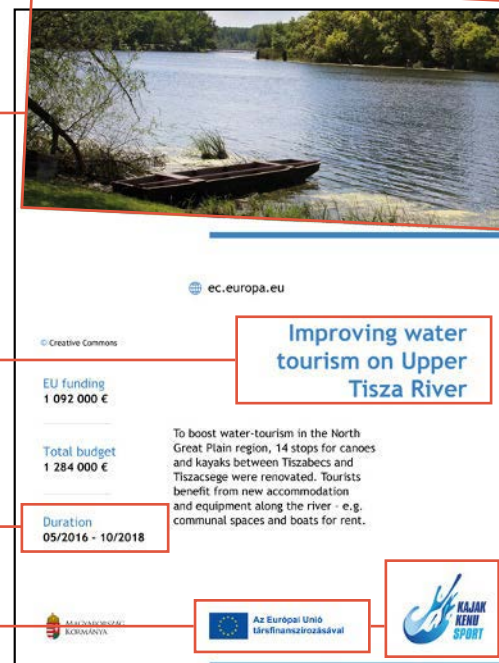 ec.europa.eu
© Creative Commons
Improving water
tourism on Upper
Tisza River
EU funding
1 092 000 €
Total budget
1 284 000 €
Duration
05/2016 - 10/2018
To boost water-tourism in the North
Great Plain region, 14 stops for canoes
and kayaks between Tiszabecs and
Tiszacsege were renovated. Tourists
benefit from new accommodation
and equipment along the river - e.g.
communal spaces and boats for rent.
MAGYARORSZÁG
KORMÁNYA
Az Európai Unió
társfinanszírozásával
KAJAK
KENU
SPORT